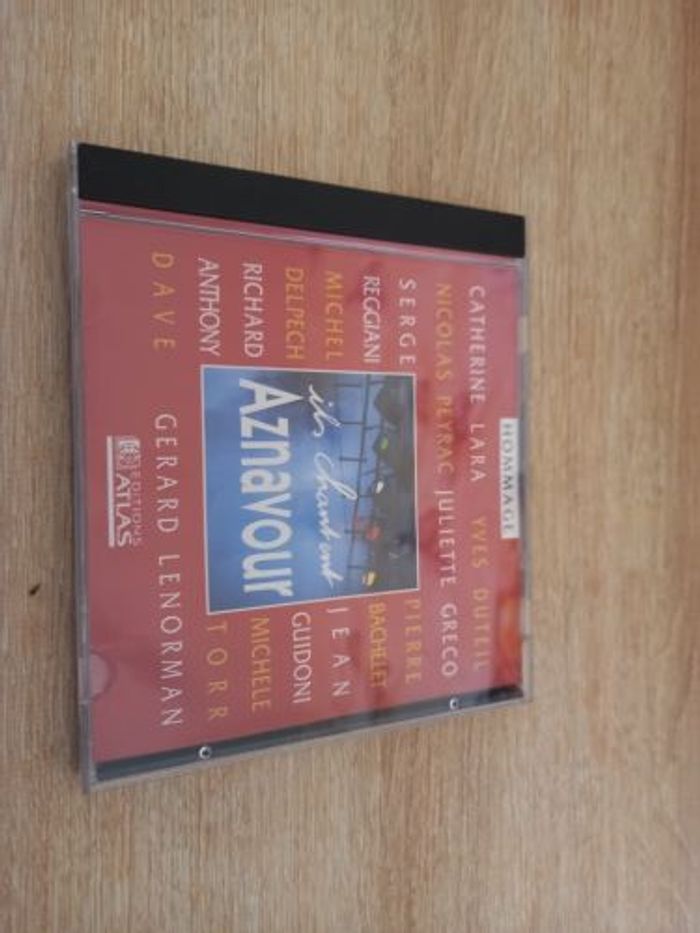 HOMMAGE
CATHERINE LARA YVES DUTEIL
NICOLAS PEYRAC JULIETTE GRECO
SERGE
REGGIANI
MICHEL
DELPECH
RICHARD
ANTHONY
ils chantent
Aznavour
PIERRE
BACHELET
JEAN
GUIDONI
MICHELE
TORR
DAVE GERARD LENORMAN
EDITIONS
ATLAS